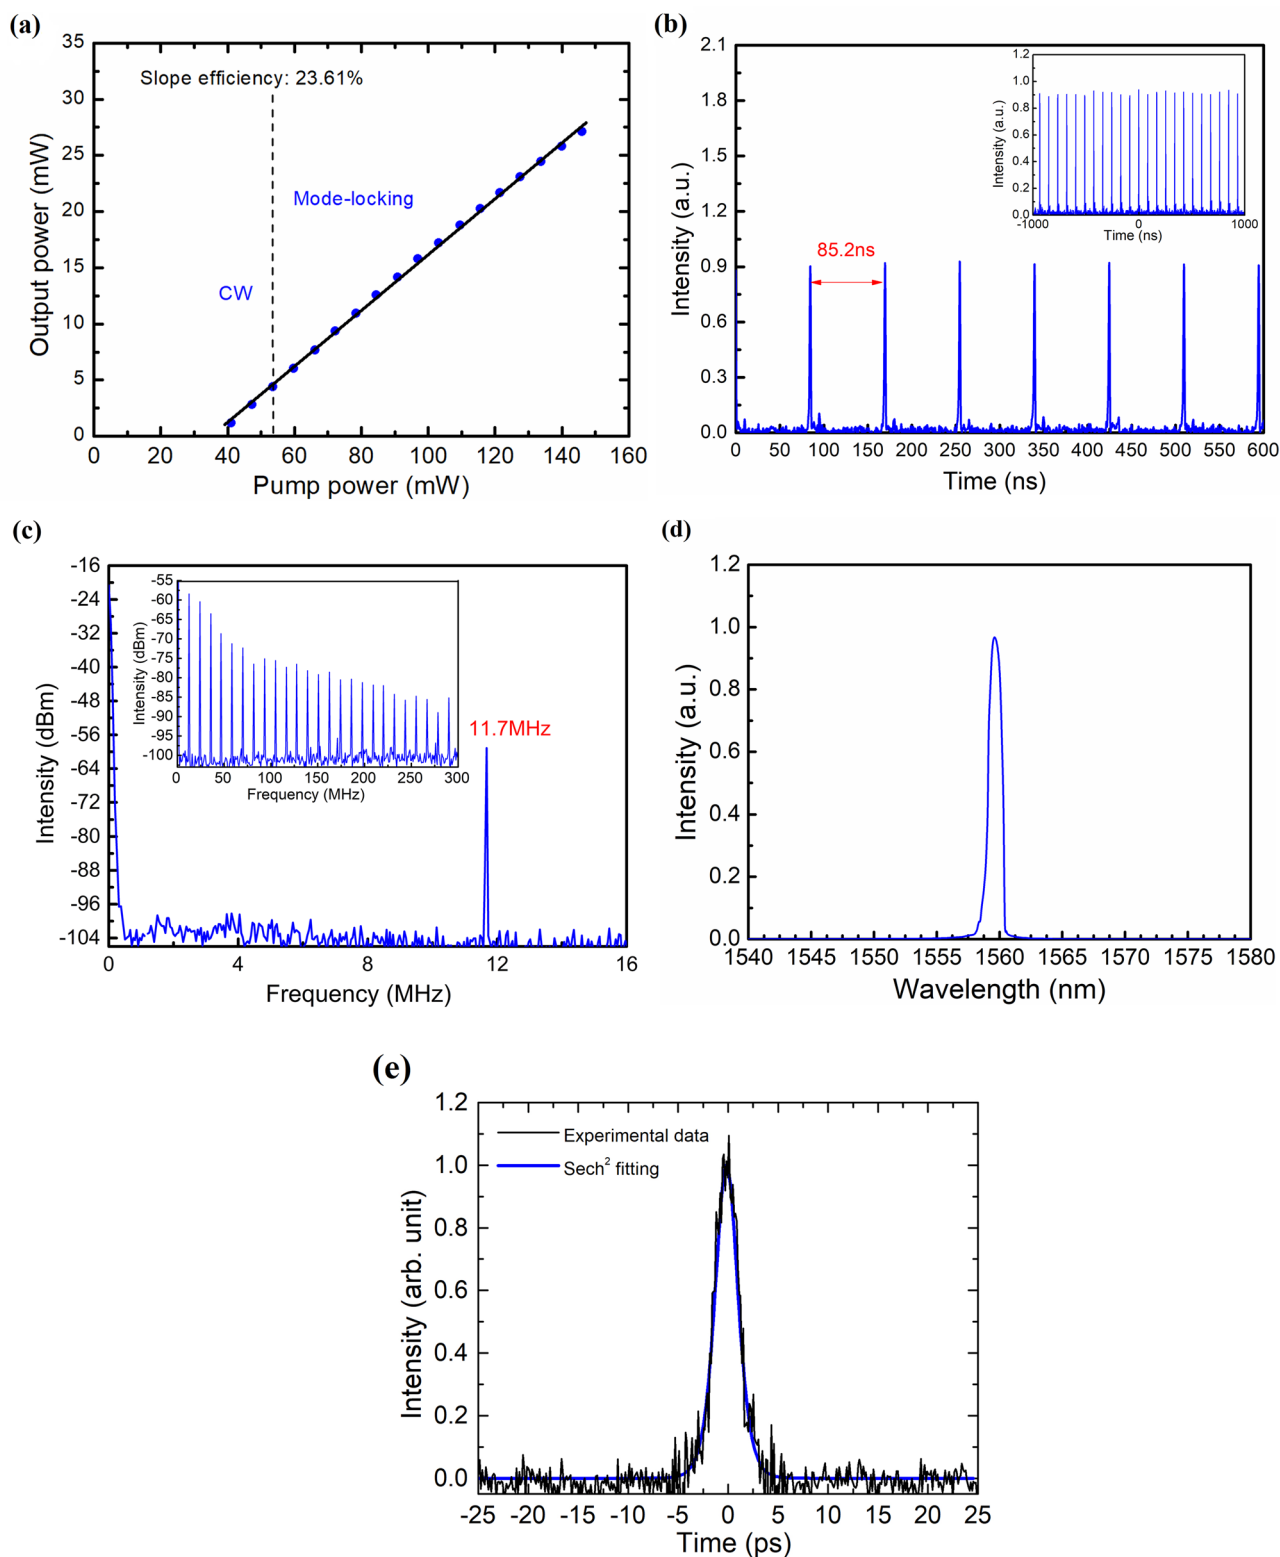 (a)
35
30
25
20
15
10
5
0
Output power (mW)
Slope efficiency: 23.61%
Mode-locking
CW
0 20 40 60 80 100 120 140 160
Pump power (mW)
(b)
2.1
1.8
1.5
1.2
0.9
0.6
0.3
0.0
Intensity (a.u.)
85.2ns
1.2
1.0
0.8
0.6
0.4
0.2
0.0
Intensity (a.u.)
-1000 0 1000
Time (ns)
0 50 100 150 200 250 300 350 400 450 500 550 600
Time (ns)
(c)
-16
-24
-32
-40
-48
-56
-64
-72
-80
-88
-96
-104
Intensity (dBm)
-55
-60
-65
-70
-75
-80
-85
-90
-95
-100
Intensity (dBm)
0 50 100 150 200 250 300
Frequency (MHz)
11.7MHz
0 4 8 12 16
Frequency (MHz)
(d)
1.2
1.0
0.8
0.6
0.4
0.2
0.0
Intensity (a.u.)
1540 1545 1550 1555 1560 1565 1570 1575 1580
Wavelength (nm)
(e)
1.2
1.0
0.8
0.6
0.4
0.2
0.0
Intensity (arb. unit)
Experimental data
Sech² fitting
-25 -20 -15 -10 -5 0 5 10 15 20 25
Time (ps)